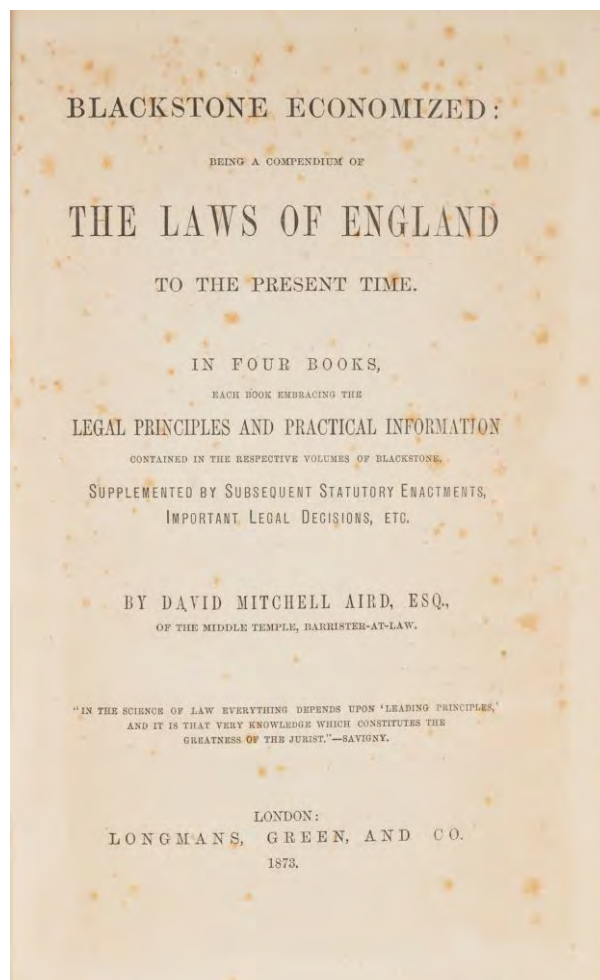 BLACKSTONE ECONOMIZED:
BEING A COMPENDIUM OF
THE LAWS OF ENGLAND
TO THE PRESENT TIME.
IN FOUR BOOKS,
EACH BOOK EMBRACING THE
LEGAL PRINCIPLES AND PRACTICAL INFORMATION
CONTAINED IN THE RESPECTIVE VOLUMES OF BLACKSTONE,
SUPPLEMENTED BY SUBSEQUENT STATUTORY ENACTMENTS,
IMPORTANT LEGAL DECISIONS, ETC.
BY DAVID MITCHELL AIRD, ESQ.,
OF THE MIDDLE TEMPLE, BARRISTER-AT-LAW.
"IN THE SCIENCE OF LAW EVERYTHING DEPENDS UPON 'LEADING PRINCIPLES,'
AND IT IS THAT VERY KNOWLEDGE WHICH CONSTITUTES THE
GREATNESS OF THE JURIST."—SAVIGNY.
LONDON:
LONGMANS, GREEN, AND CO.
1873.